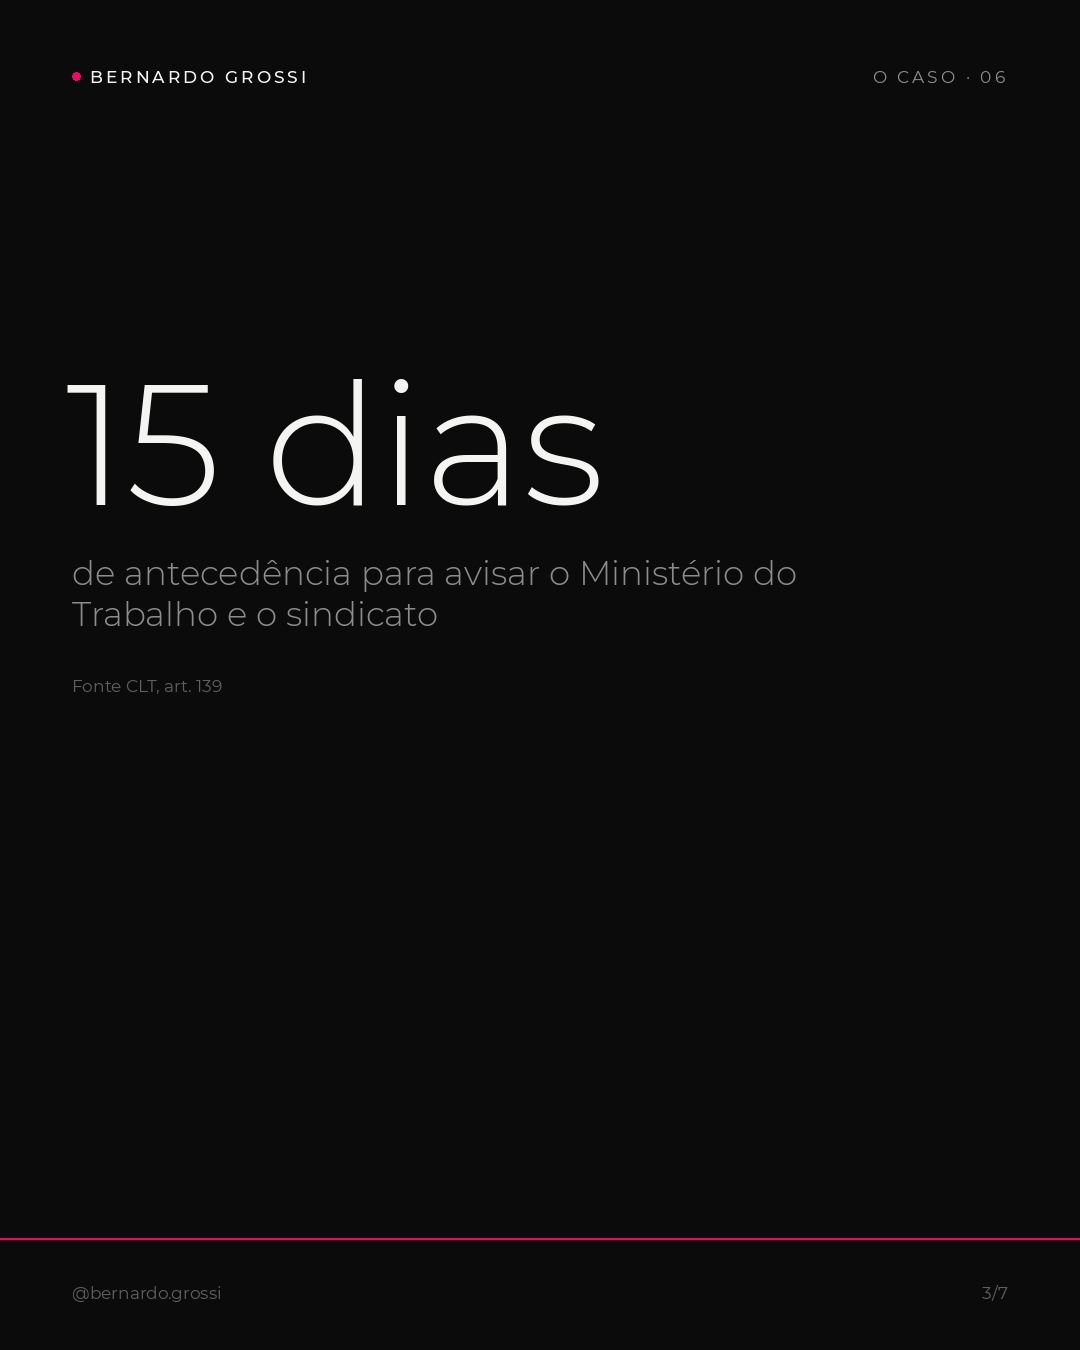 BERNARDO GROSSI
O CASO · 06
15 dias
de antecedência para avisar o Ministério do
Trabalho e o sindicato
Fonte CLT, art. 139
@bernardo.grossi
3/7